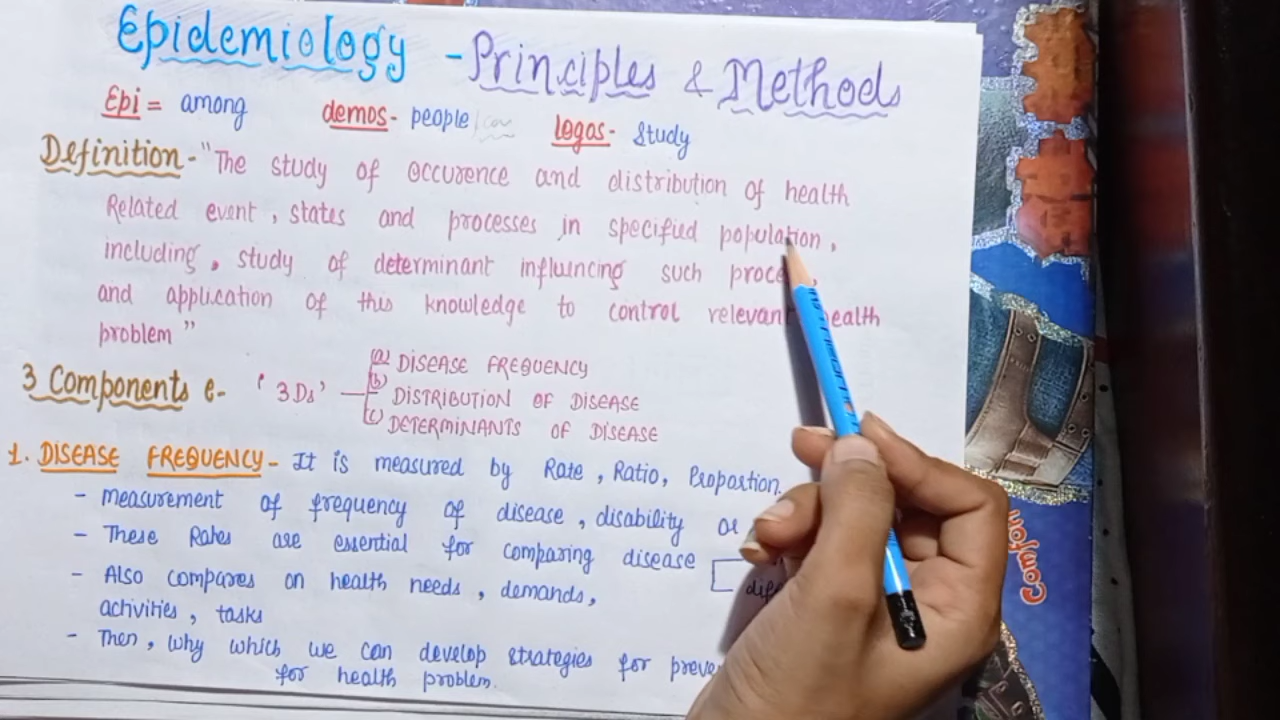 Epidemiology - Principles & Methods
Epi = among demos - people logos - Study
Definition - "The study of occurence and distribution of health
Related event, states and processes in specified population,
including, study of determinant influencing such
and application of this knowledge to control relevant health
problem"
3 Components :- '3Ds' (a) DISEASE FREQUENCY
(b) DISTRIBUTION OF DISEASE
(c) DETERMINANTS OF DISEASE
1. DISEASE FREQUENCY - It is measured by Rate, Ratio, Proportion.
- measurement of frequency of disease, disability or
- These Rates are essential for comparing disease
- Also compares on health needs, demands,
activities, tasks
- Then, why which we can develop strategies for
for health problem.
Comfort